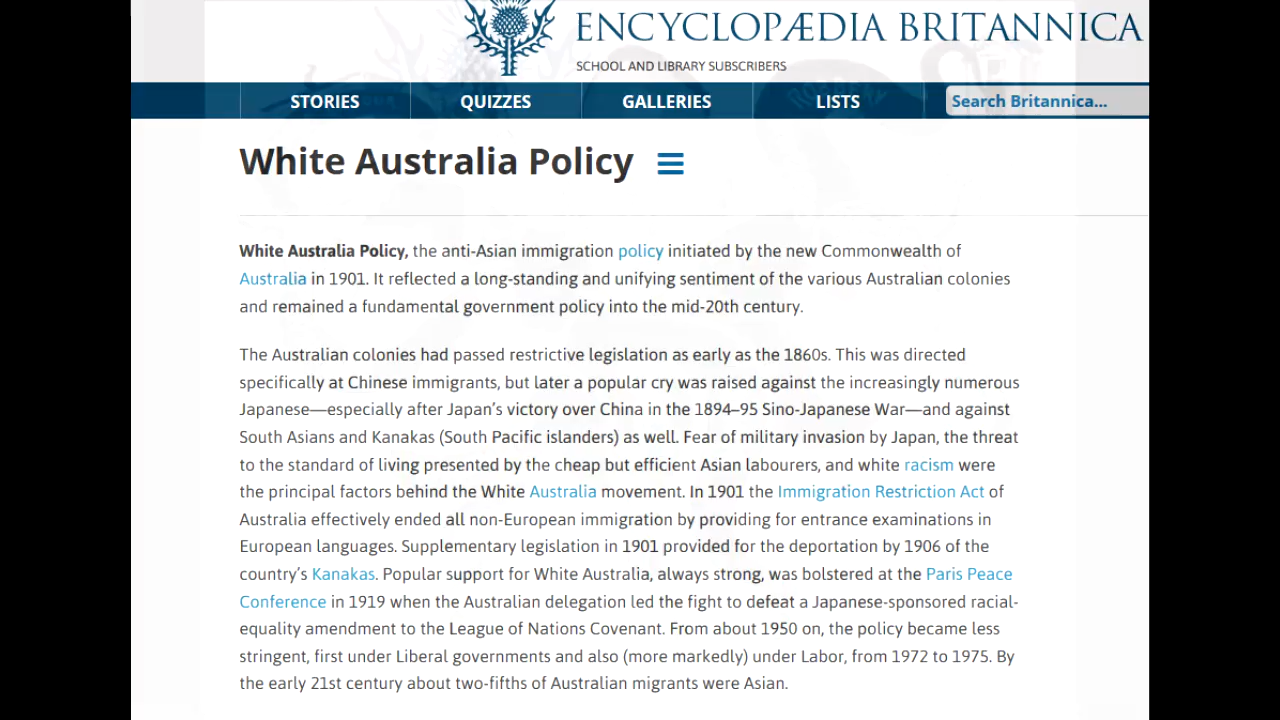 ENCYCLOPÆDIA BRITANNICA
SCHOOL AND LIBRARY SUBSCRIBERS
STORIES QUIZZES GALLERIES LISTS Search Britannica...
White Australia Policy
White Australia Policy, the anti-Asian immigration policy initiated by the new Commonwealth of
Australia in 1901. It reflected a long-standing and unifying sentiment of the various Australian colonies
and remained a fundamental government policy into the mid-20th century.
The Australian colonies had passed restrictive legislation as early as the 1860s. This was directed
specifically at Chinese immigrants, but later a popular cry was raised against the increasingly numerous
Japanese—especially after Japan's victory over China in the 1894–95 Sino-Japanese War—and against
South Asians and Kanakas (South Pacific islanders) as well. Fear of military invasion by Japan, the threat
to the standard of living presented by the cheap but efficient Asian labourers, and white racism were
the principal factors behind the White Australia movement. In 1901 the Immigration Restriction Act of
Australia effectively ended all non-European immigration by providing for entrance examinations in
European languages. Supplementary legislation in 1901 provided for the deportation by 1906 of the
country's Kanakas. Popular support for White Australia, always strong, was bolstered at the Paris Peace
Conference in 1919 when the Australian delegation led the fight to defeat a Japanese-sponsored racial-
equality amendment to the League of Nations Covenant. From about 1950 on, the policy became less
stringent, first under Liberal governments and also (more markedly) under Labor, from 1972 to 1975. By
the early 21st century about two-fifths of Australian migrants were Asian.